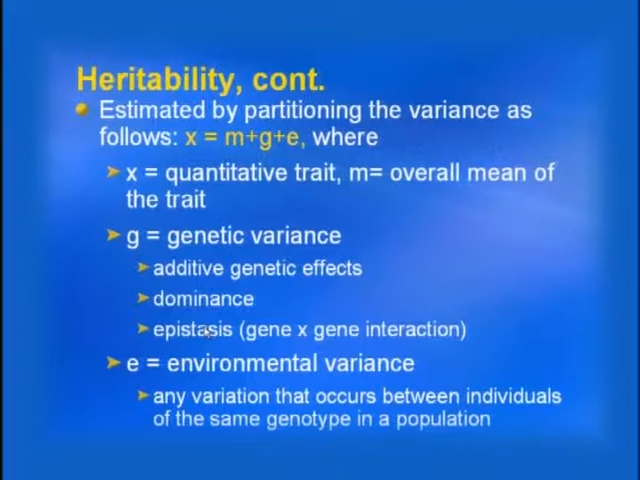 Heritability, cont.
Estimated by partitioning the variance as
follows: x = m+g+e, where
x = quantitative trait, m= overall mean of
the trait
g = genetic variance
additive genetic effects
dominance
epistasis (gene x gene interaction)
e = environmental variance
any variation that occurs between individuals
of the same genotype in a population